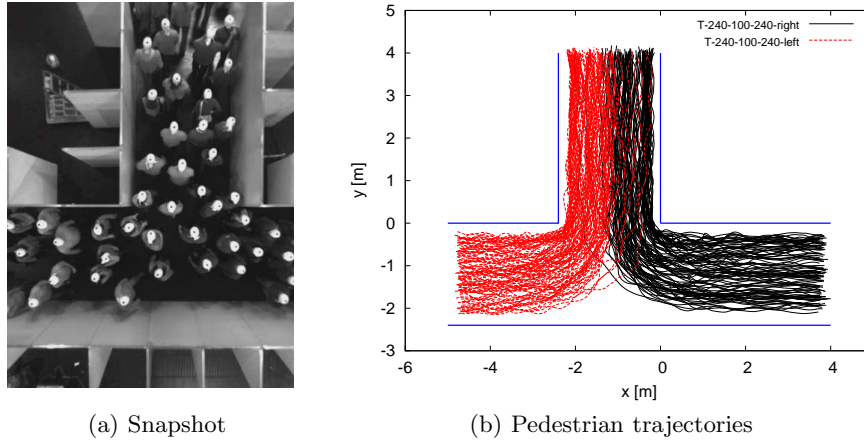 T-240-100-240-right
T-240-100-240-left
5
4
3
2
1
0
-1
-2
-3
y [m]
-6
-4
-2
0
2
4
x [m]
(a) Snapshot
(b) Pedestrian trajectories